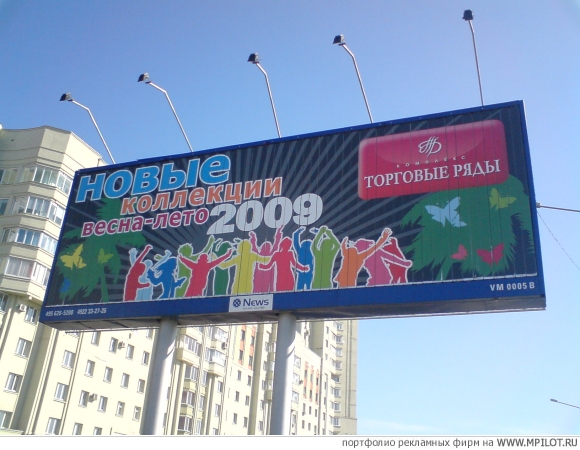 новые
коллекции
весна-лето 2009
КОМПЛЕКС
ТОРГОВЫЕ РЯДЫ
News
VM 0005 B
портфолио рекламных фирм на WWW.MPILOT.RU